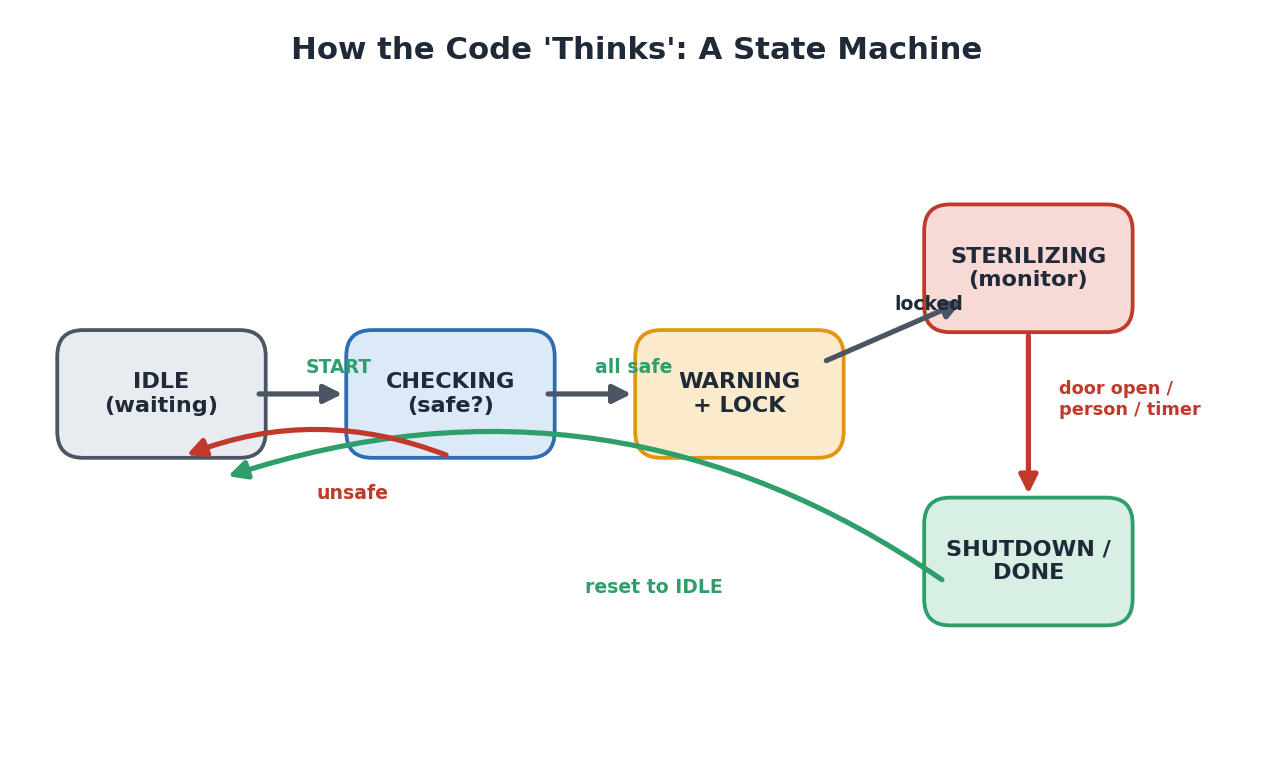 How the Code 'Thinks': A State Machine
STERILIZING
(monitor)
locked
START
all safe
IDLE
(waiting)
CHECKING
(safe?)
WARNING
+ LOCK
door open /
person / timer
unsafe
SHUTDOWN /
DONE
reset to IDLE